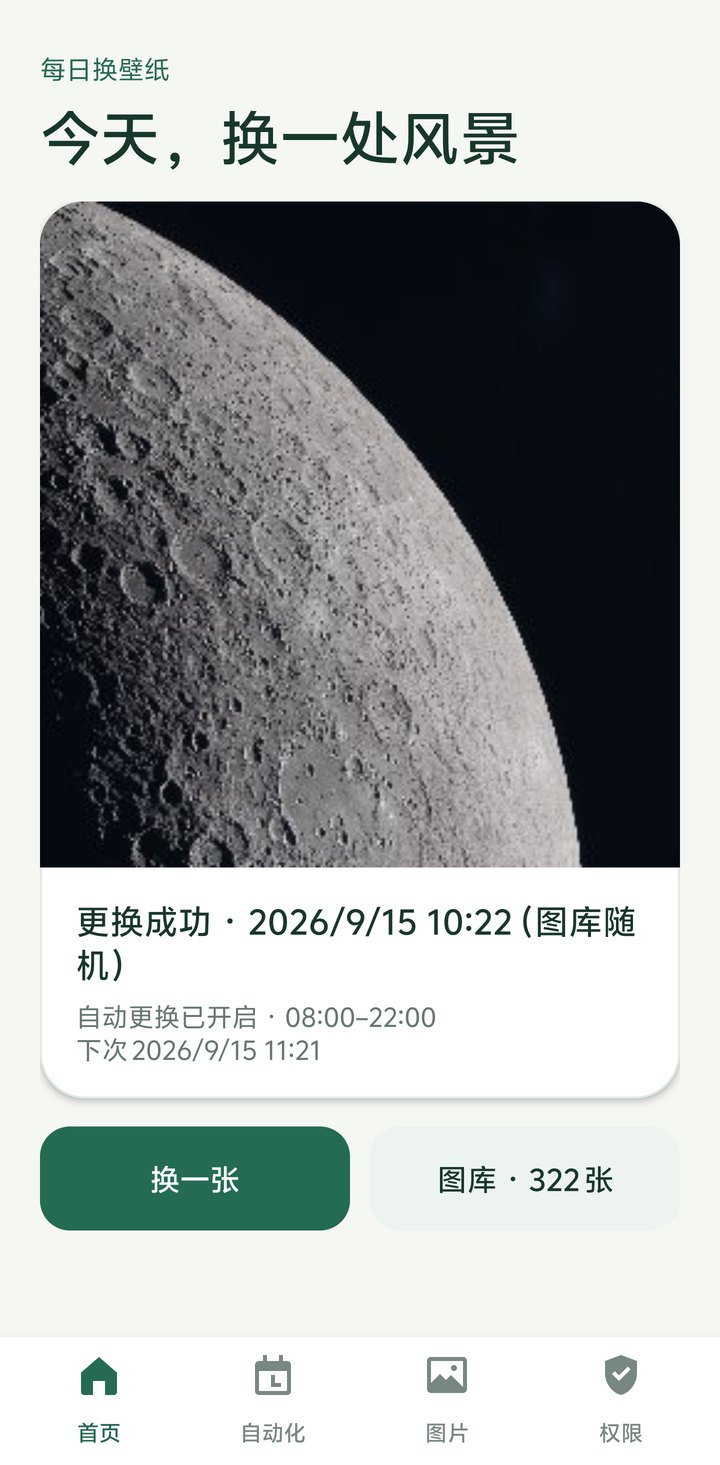 每日换壁纸
今天，换一处风景
更换成功 · 2026/9/15 10:22 (图库随
机)
自动更换已开启 · 08:00–22:00
下次 2026/9/15 11:21
换一张
图库 · 322 张
首页
自动化
图片
权限